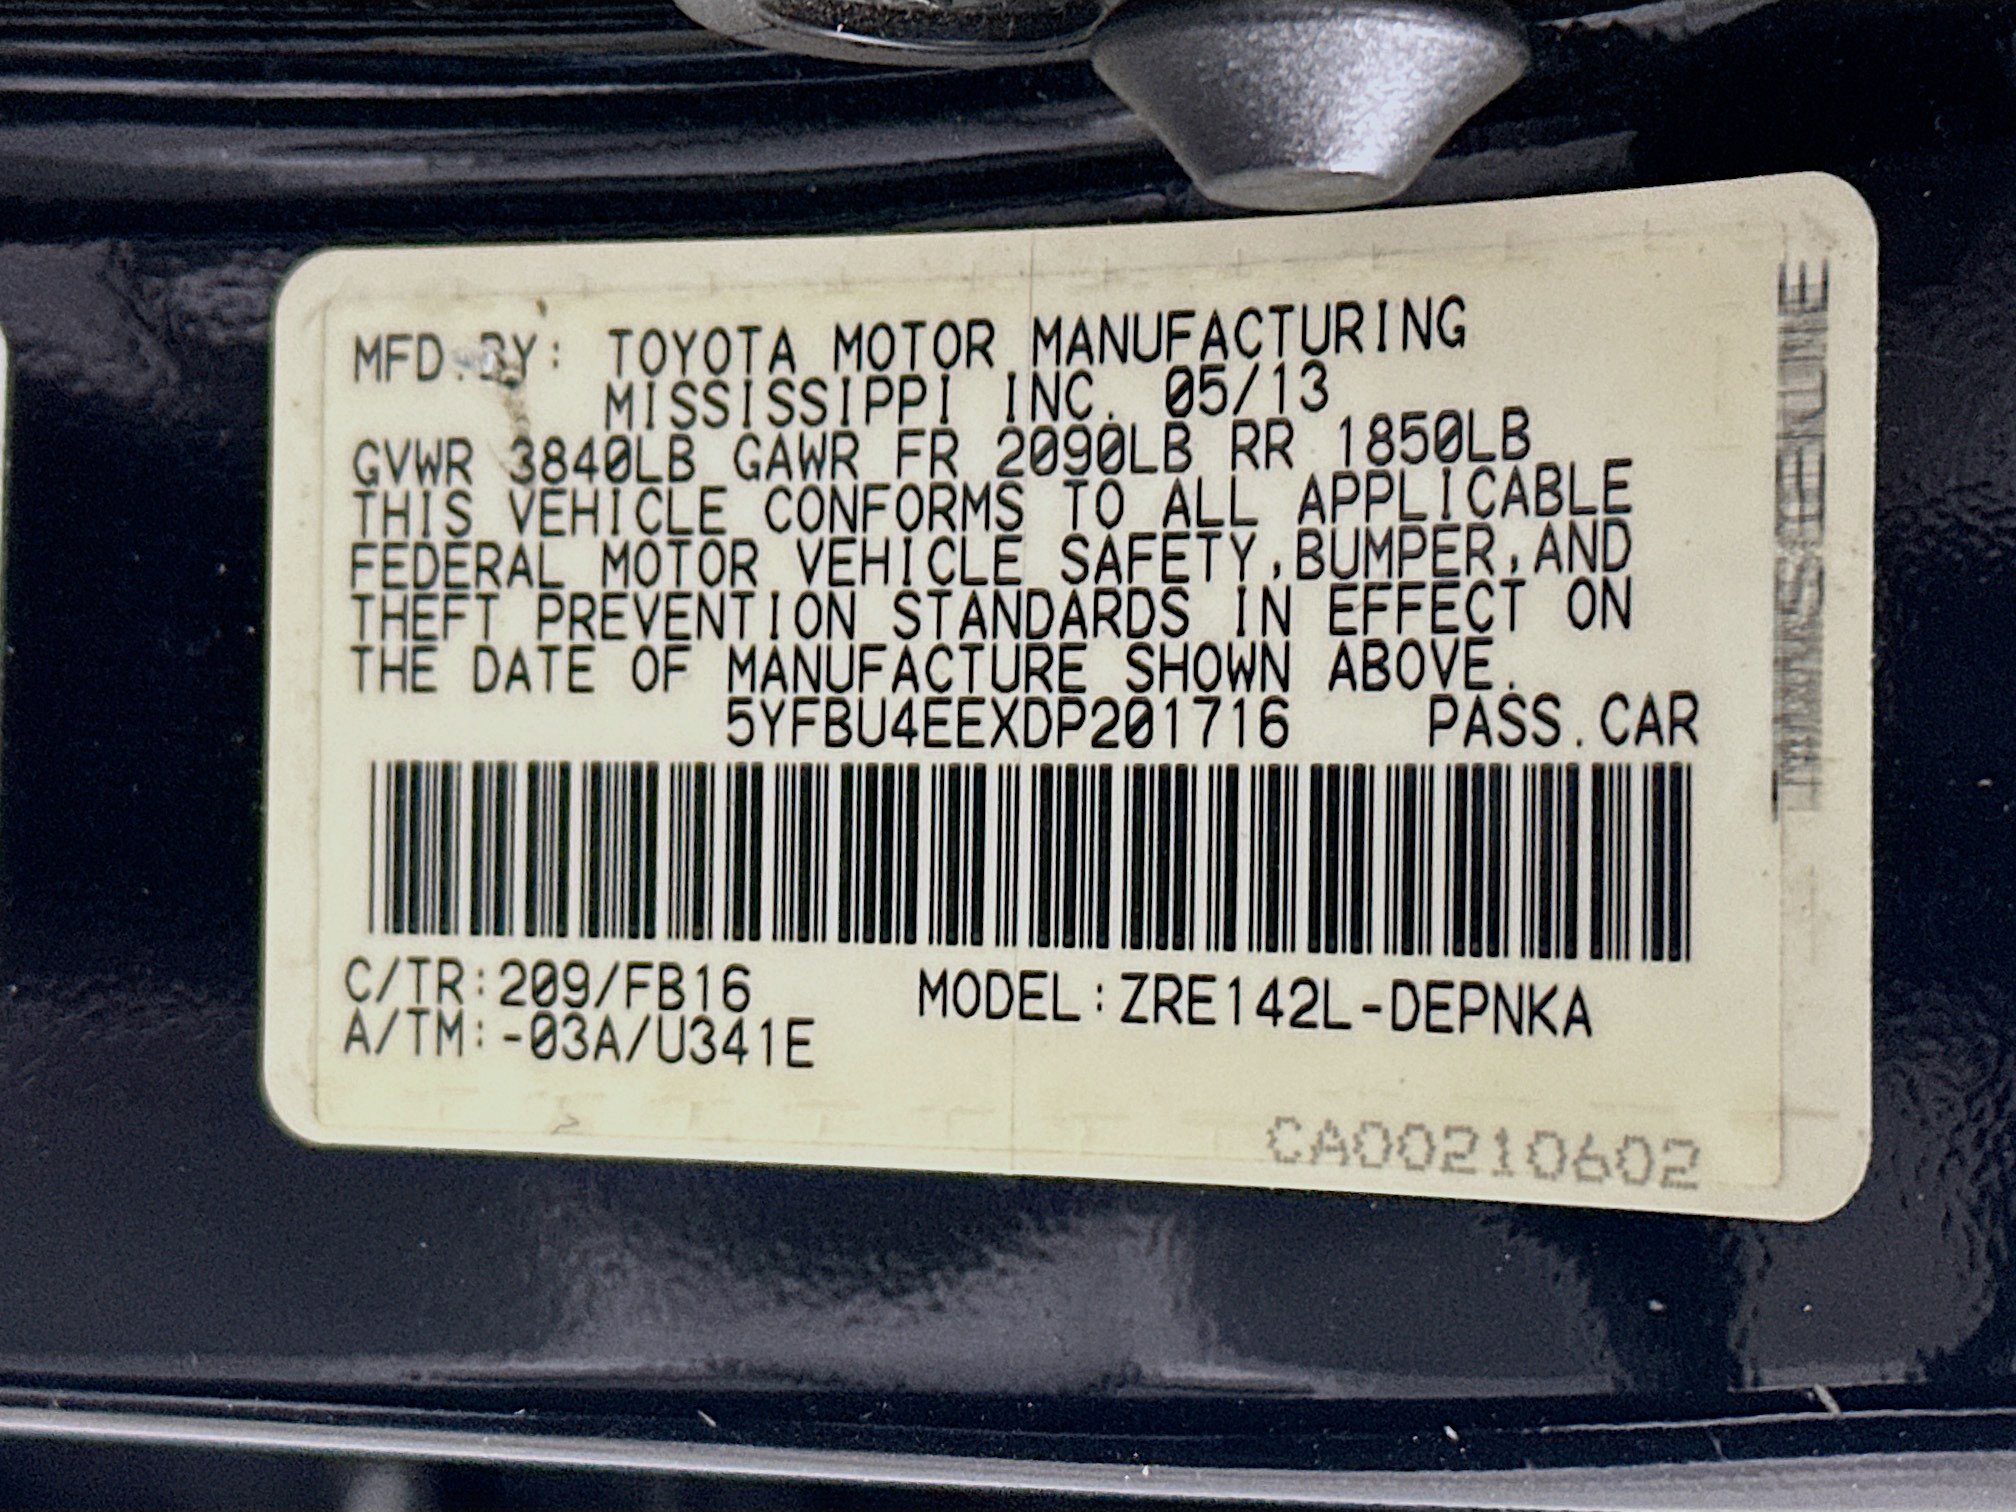 MFD.BY: TOYOTA MOTOR MANUFACTURING
MISSISSIPPI INC. 05/13
GVWR 3840LB GAWR FR 2090LB RR 1850LB
THIS VEHICLE CONFORMS TO ALL APPLICABLE
FEDERAL MOTOR VEHICLE SAFETY,BUMPER,AND
THEFT PREVENTION STANDARDS IN EFFECT ON
THE DATE OF MANUFACTURE SHOWN ABOVE.
5YFBU4EEXDP201716 PASS.CAR
C/TR:209/FB16 MODEL:ZRE142L-DEPNKA
A/TM:-03A/U341E
CA00210602